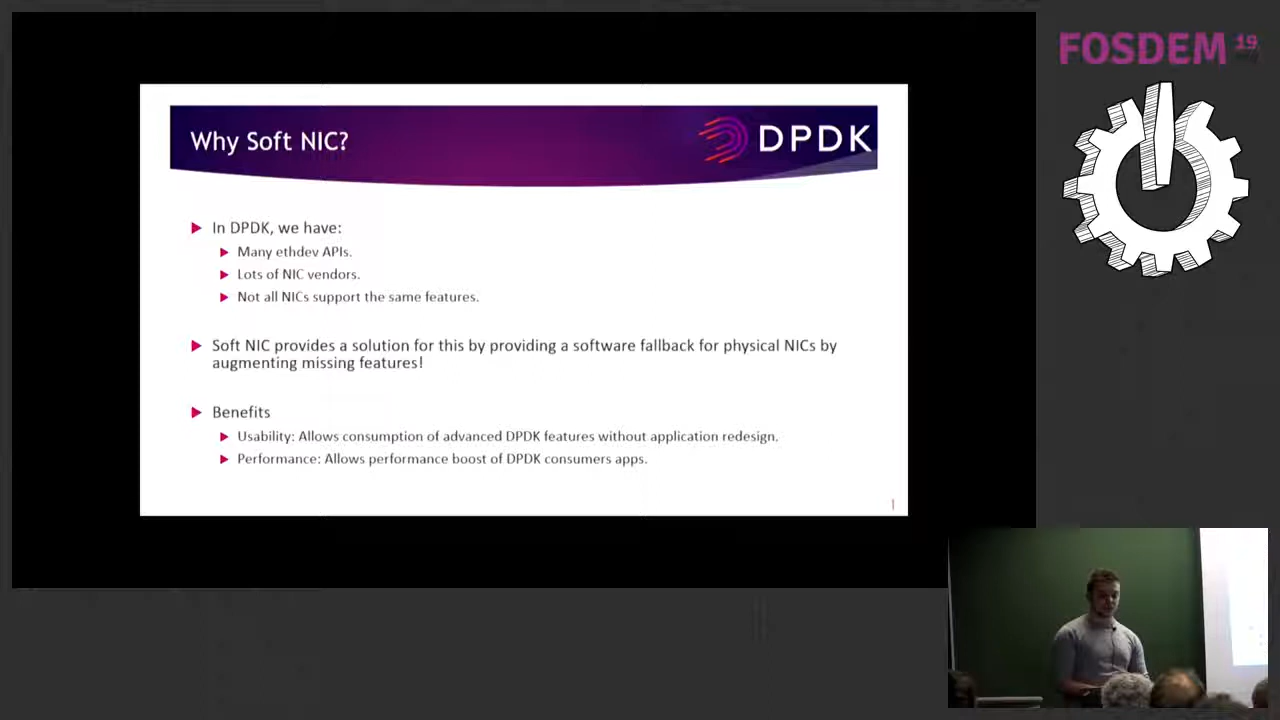 FOSDEM 19
Why Soft NIC?
DPDK
In DPDK, we have:
Many ethdev APIs.
Lots of NIC vendors.
Not all NICs support the same features.
Soft NIC provides a solution for this by providing a software fallback for physical NICs by
augmenting missing features!
Benefits
Usability: Allows consumption of advanced DPDK features without application redesign.
Performance: Allows performance boost of DPDK consumers apps.